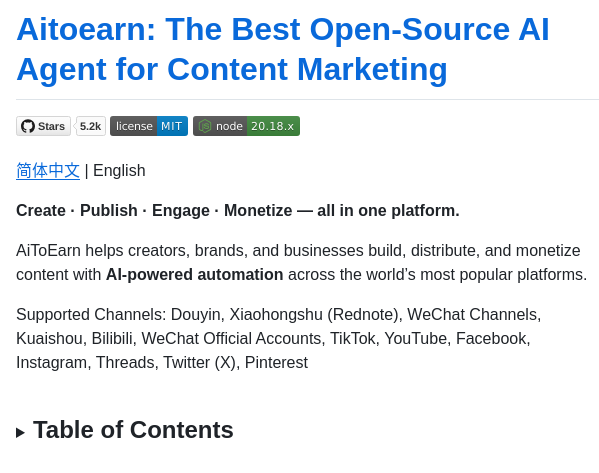 Aitoearn: The Best Open-Source AI
Agent for Content Marketing
Stars 5.2k license MIT node 20.18.x
简体中文 | English
Create · Publish · Engage · Monetize — all in one platform.
AiToEarn helps creators, brands, and businesses build, distribute, and monetize
content with AI-powered automation across the world’s most popular platforms.
Supported Channels: Douyin, Xiaohongshu (Rednote), WeChat Channels,
Kuaishou, Bilibili, WeChat Official Accounts, TikTok, YouTube, Facebook,
Instagram, Threads, Twitter (X), Pinterest
Table of Contents